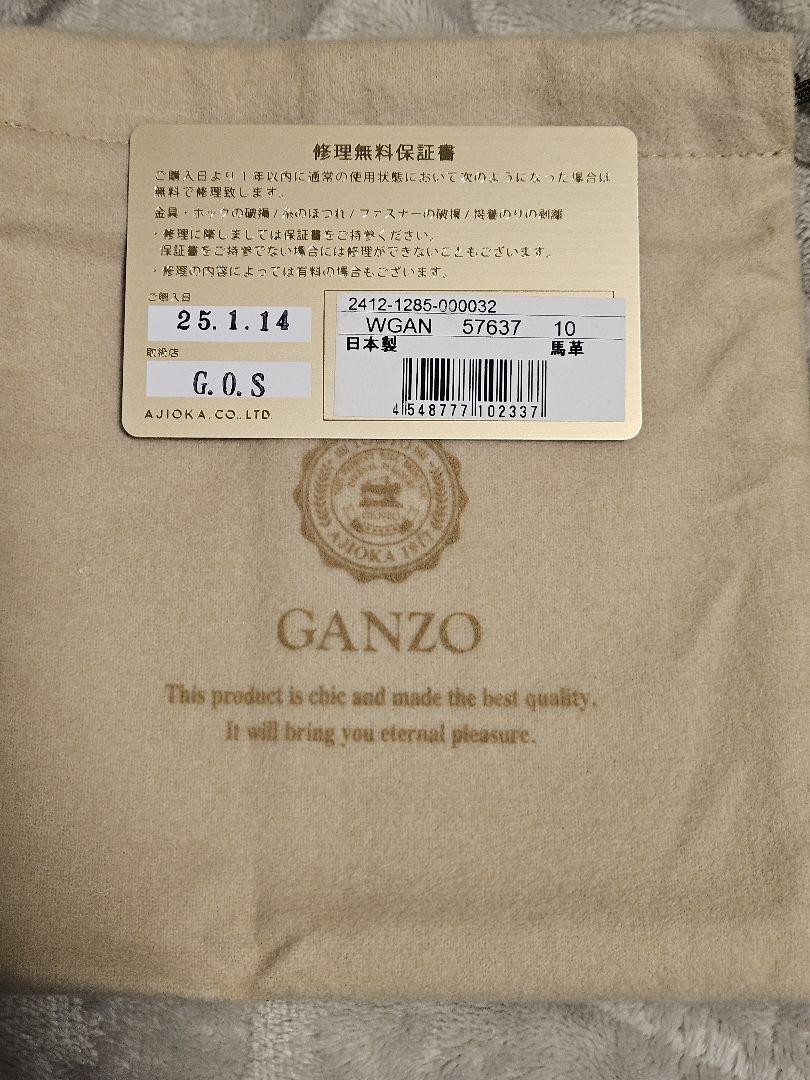 修理無料保証書
ご購入日より1年以内に通常の使用状態において次のようになった場合は
無料で修理致します。
金具・ホックの破損/糸のほつれ/ファスナーの破損/接着のりの剥離
・修理に際しましては保証書をご持参ください。
保証書をご持参でない場合には修理ができないこともございます。
・修理の内容によっては有料の場合もございます。
ご購入日
25.1.14
取扱店
G.O.S
AJIOKA.CO.,LTD.
2412-1285-000032
WGAN 57637 10
日本製 馬革
4548777102337
AJIOKA 1917
GANZO
This product is chic and made the best quality.
It will bring you eternal pleasure.